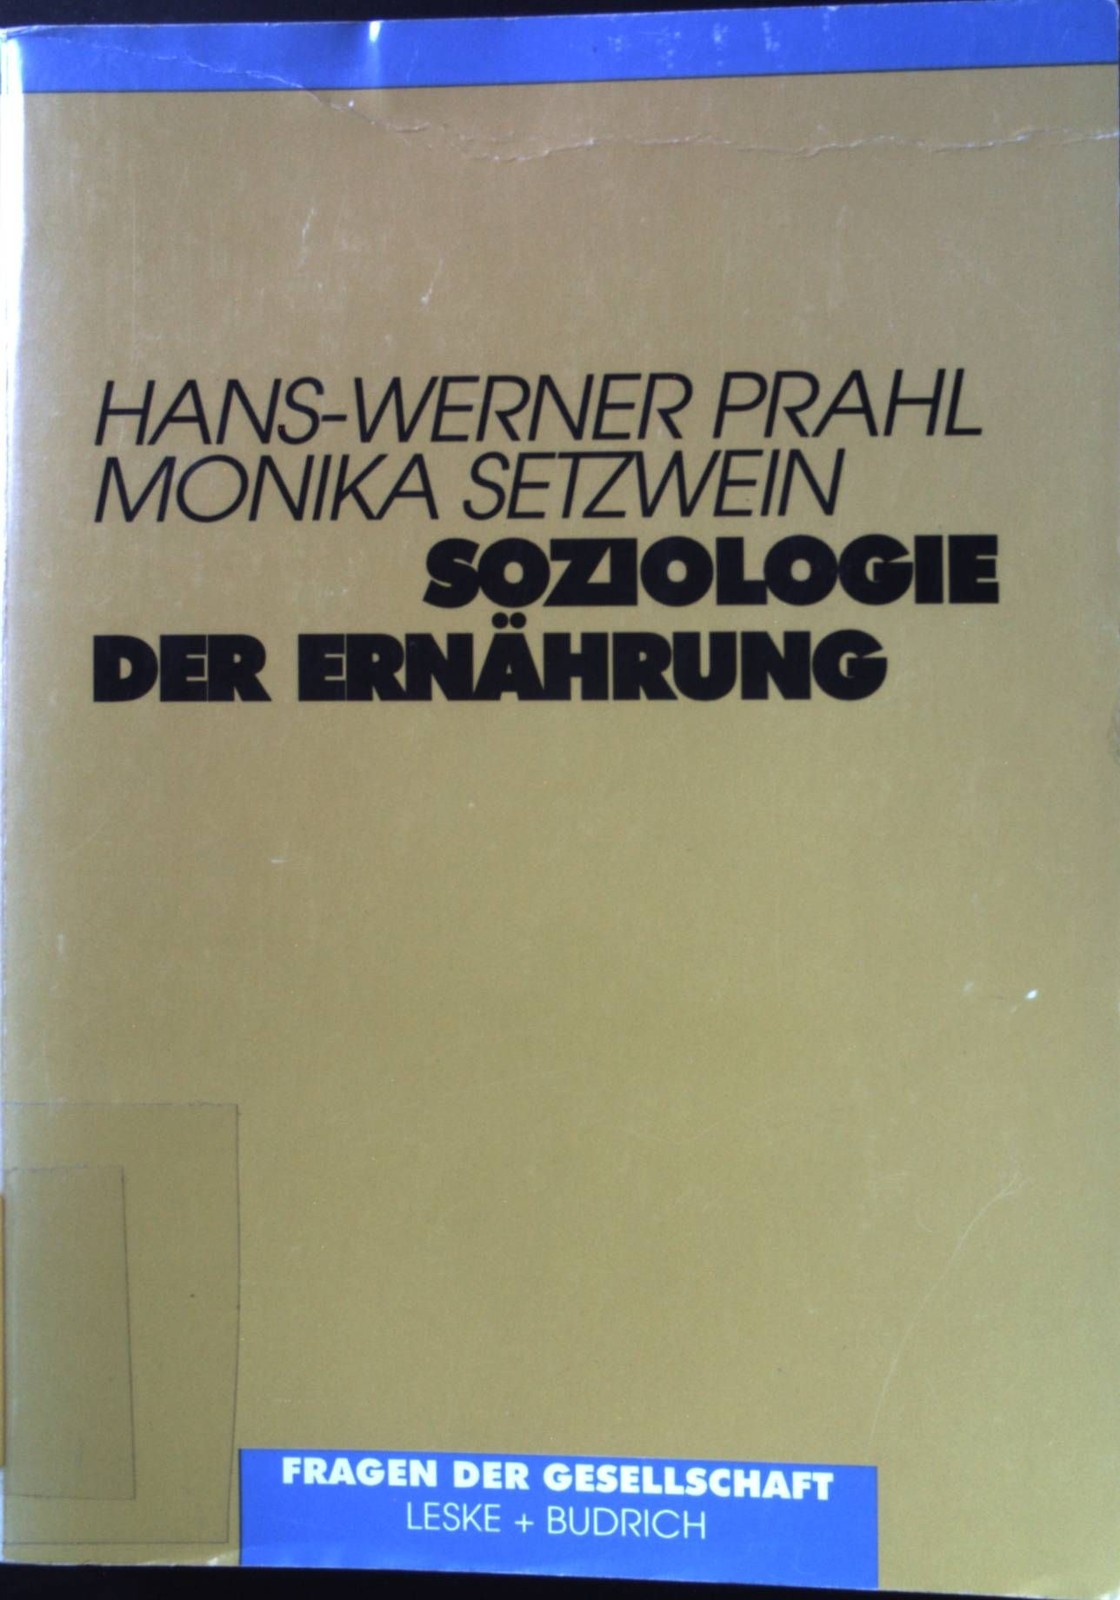 HANS-WERNER PRAHL
MONIKA SETZWEIN
SOZIOLOGIE
DER ERNÄHRUNG
FRAGEN DER GESELLSCHAFT
LESKE + BUDRICH